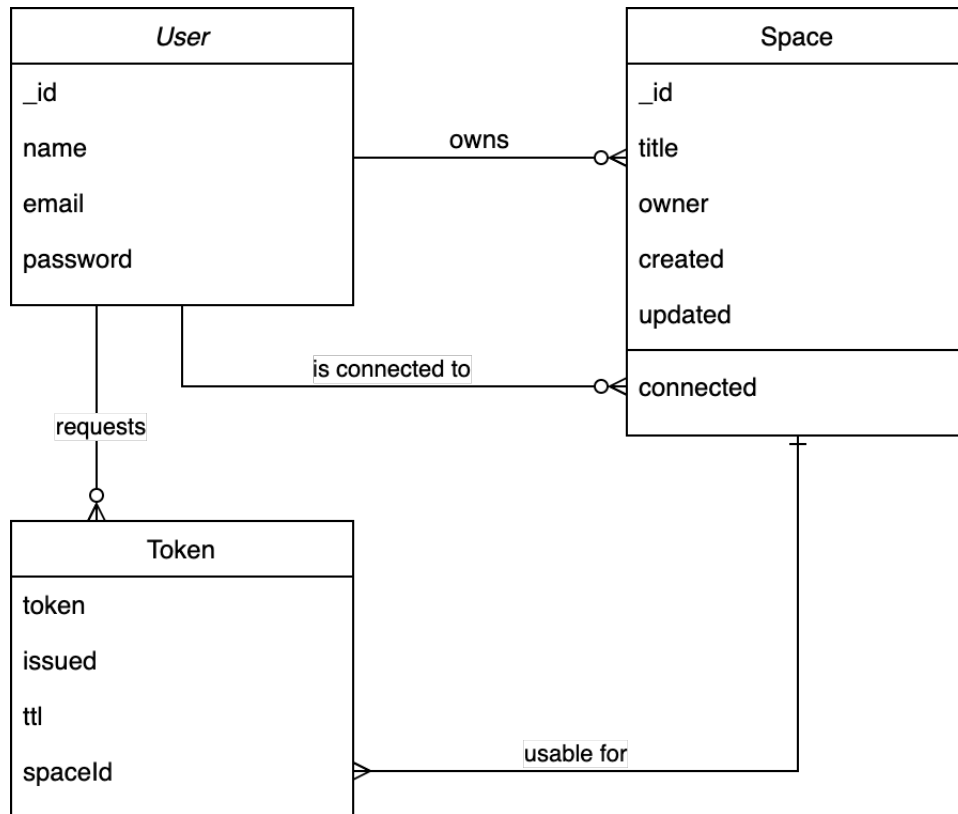 User
_id
name
email
password
owns
Space
_id
title
owner
created
updated
connected
is connected to
requests
Token
token
issued
ttl
spaceId
usable for